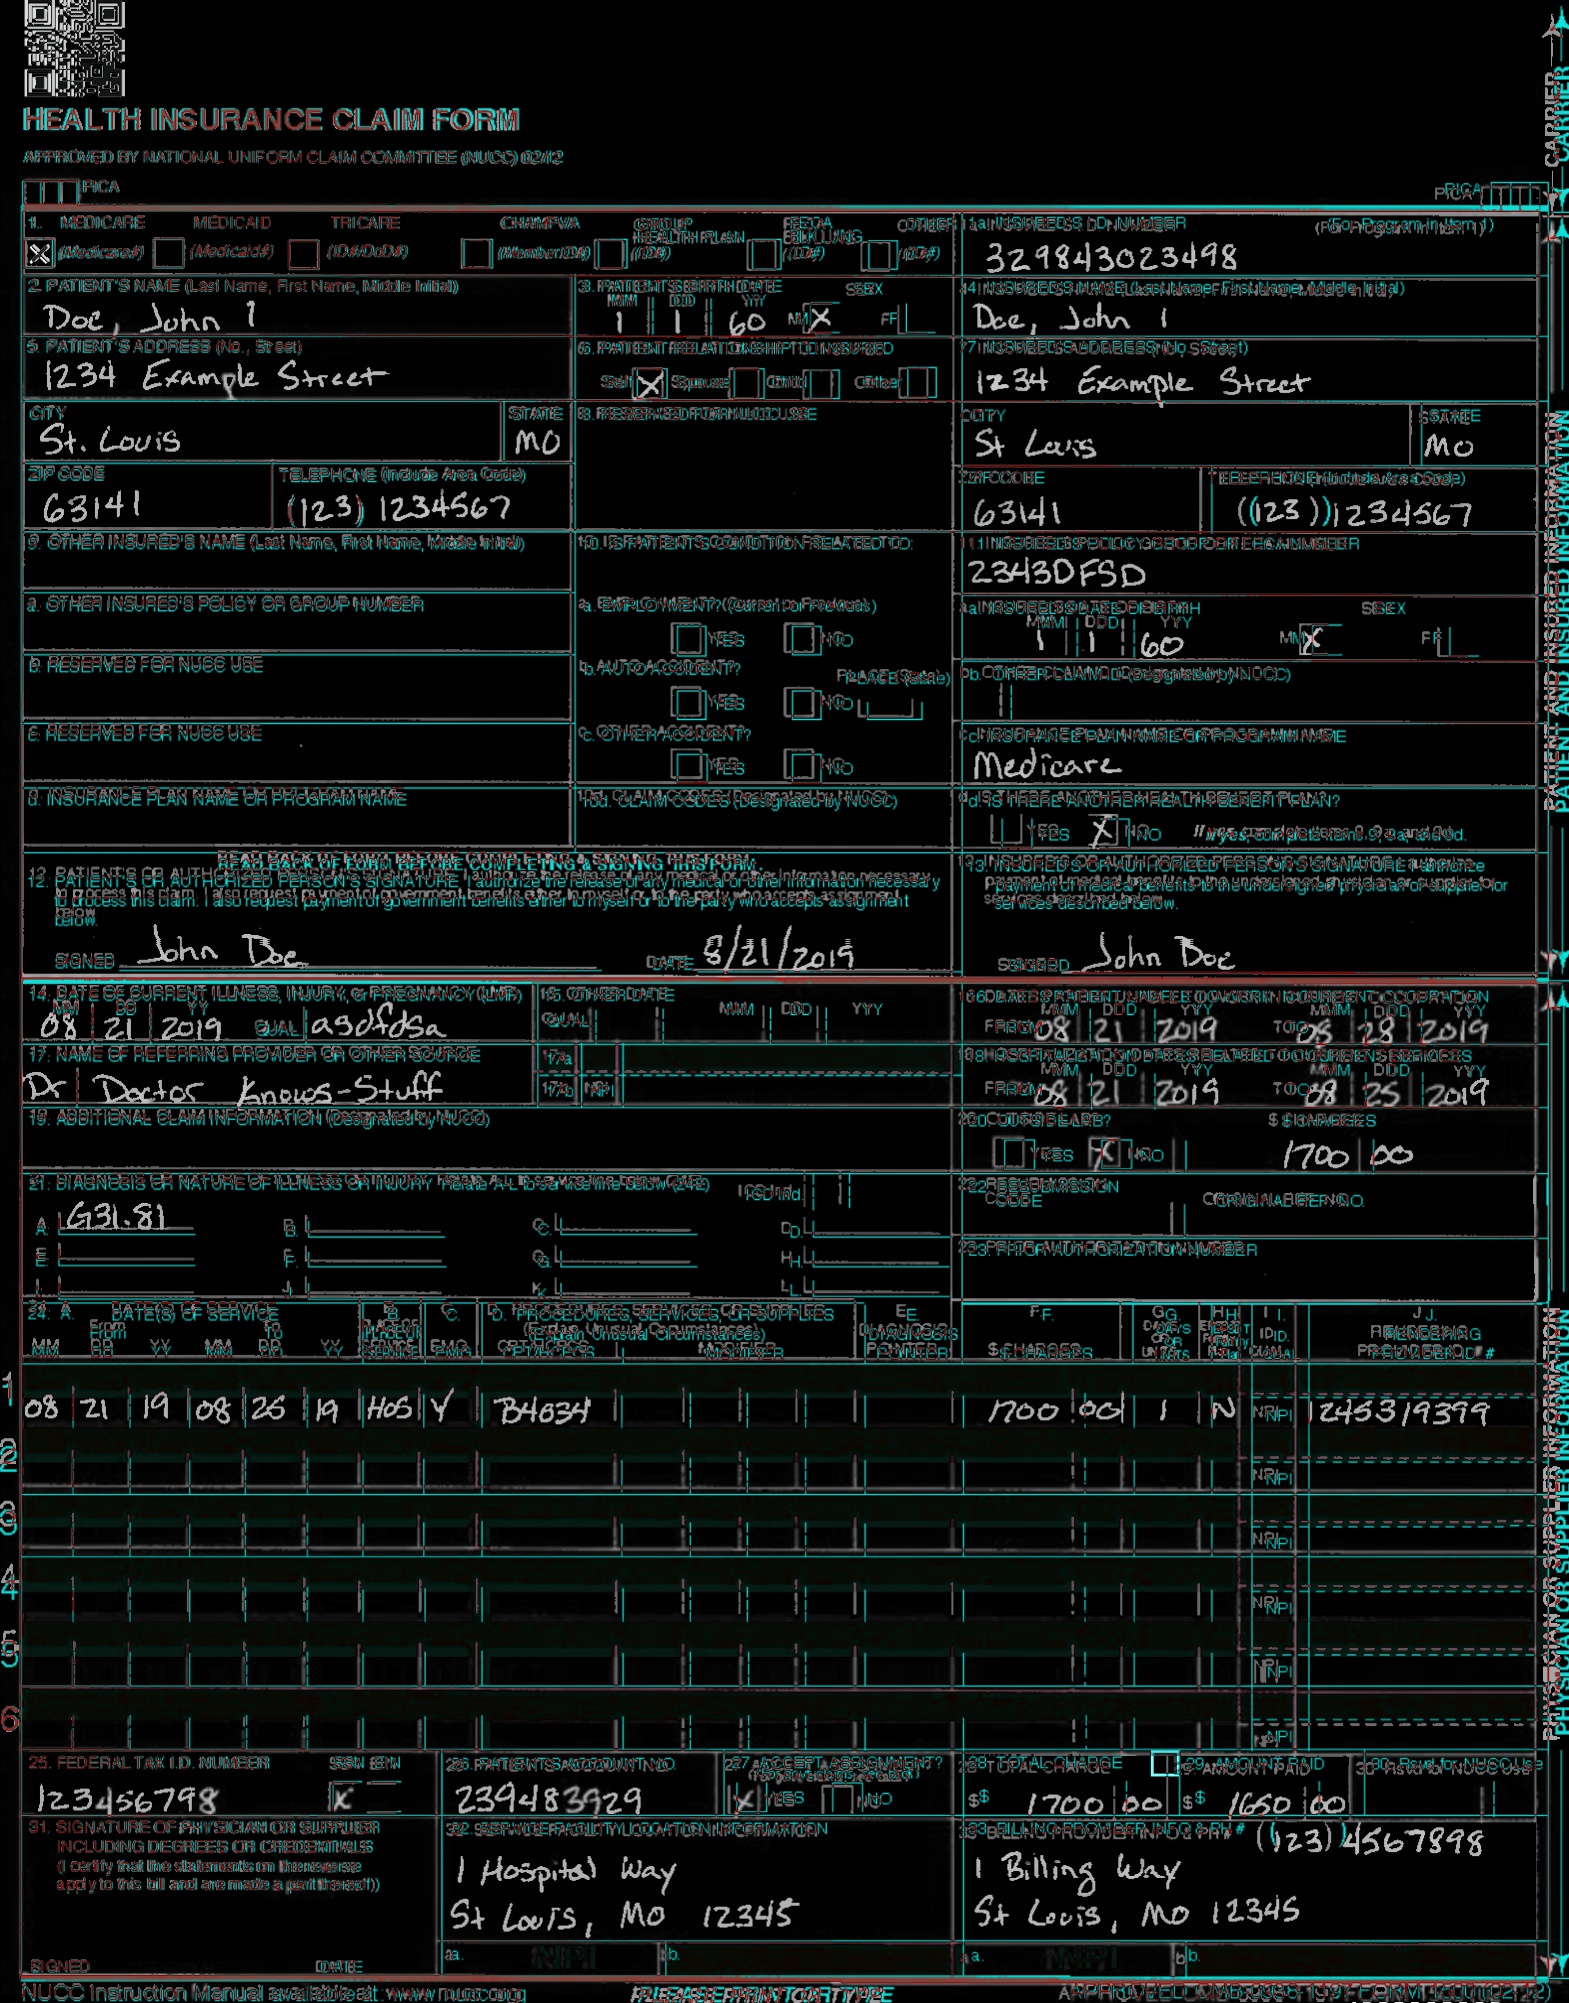 HEALTH INSURANCE CLAIM FORM
APPROVED BY NATIONAL UNIFORM CLAIM COMMITTEE (NUCC) 02/12
PICA
PICA
CARRIER
1. MEDICARE MEDICAID TRICARE CHAMPVA GROUP HEALTH PLAN FECA BLK LUNG OTHER
(Medicare#) (Medicaid#) (ID#/DoD#) (Member ID#) (ID#) (ID#) (ID#)
1a. INSURED'S I.D. NUMBER (For Program in Item 1)
329843023498
2. PATIENT'S NAME (Last Name, First Name, Middle Initial)
Doe, John 1
3. PATIENT'S BIRTH DATE SEX
MM DD YY
1 1 60 M X F
4. INSURED'S NAME (Last Name, First Name, Middle Initial)
Doe, John 1
5. PATIENT'S ADDRESS (No., Street)
1234 Example Street
6. PATIENT RELATIONSHIP TO INSURED
Self X Spouse Child Other
7. INSURED'S ADDRESS (No., Street)
1234 Example Street
CITY STATE
St. Louis MO
8. RESERVED FOR NUCC USE
CITY STATE
St Louis MO
ZIP CODE TELEPHONE (Include Area Code)
63141 (123) 1234567
ZIP CODE TELEPHONE (Include Area Code)
63141 (123) 1234567
9. OTHER INSURED'S NAME (Last Name, First Name, Middle Initial)
10. IS PATIENT'S CONDITION RELATED TO:
11. INSURED'S POLICY GROUP OR FECA NUMBER
2343DFSD
a. OTHER INSURED'S POLICY OR GROUP NUMBER
a. EMPLOYMENT? (Current or Previous)
YES NO
a. INSURED'S DATE OF BIRTH SEX
MM DD YY
1 1 60 M X F
b. RESERVED FOR NUCC USE
b. AUTO ACCIDENT? PLACE (State)
YES NO
b. OTHER CLAIM ID (Designated by NUCC)
c. RESERVED FOR NUCC USE
c. OTHER ACCIDENT?
YES NO
c. INSURANCE PLAN NAME OR PROGRAM NAME
Medicare
d. INSURANCE PLAN NAME OR PROGRAM NAME
10d. CLAIM CODES (Designated by NUCC)
d. IS THERE ANOTHER HEALTH BENEFIT PLAN?
YES X NO If yes, complete items 9, 9a, and 9d.
PATIENT AND INSURED INFORMATION
READ BACK OF FORM BEFORE COMPLETING & SIGNING THIS FORM.
12. PATIENT'S OR AUTHORIZED PERSON'S SIGNATURE I authorize the release of any medical or other information necessary
to process this claim. I also request payment of government benefits either to myself or to the party who accepts assignment
below.
SIGNED John Doe DATE 8/21/2019
13. INSURED'S OR AUTHORIZED PERSON'S SIGNATURE I authorize
payment of medical benefits to the undersigned physician or supplier for
services described below.
SIGNED John Doe
14. DATE OF CURRENT ILLNESS, INJURY, or PREGNANCY (LMP)
MM DD YY
08 21 2019 QUAL. asdfdsa
15. OTHER DATE
QUAL. MM DD YY
16. DATES PATIENT UNABLE TO WORK IN CURRENT OCCUPATION
MM DD YY MM DD YY
FROM 08 21 2019 TO 08 28 2019
17. NAME OF REFERRING PROVIDER OR OTHER SOURCE
Dr Doctor Knows-Stuff
17a.
17b. NPI
18. HOSPITALIZATION DATES RELATED TO CURRENT SERVICES
MM DD YY MM DD YY
FROM 08 21 2019 TO 08 25 2019
19. ADDITIONAL CLAIM INFORMATION (Designated by NUCC)
20. OUTSIDE LAB? $ CHARGES
YES X NO 1700 00
21. DIAGNOSIS OR NATURE OF ILLNESS OR INJURY Relate A-L to service line below (24E) ICD Ind.
A. G31.81 B. C. D.
E. F. G. H.
I. J. K. L.
22. RESUBMISSION CODE ORIGINAL REF. NO.
23. PRIOR AUTHORIZATION NUMBER
24. A. DATE(S) OF SERVICE B. C. D. PROCEDURES, SERVICES, OR SUPPLIES E. F. G. H. I. J.
From To PLACE OF SERVICE EMG (Explain Unusual Circumstances) DIAGNOSIS POINTER $ CHARGES DAYS OR UNITS ID. QUAL. RENDERING PROVIDER ID. #
MM DD YY MM DD YY CPT/HCPCS MODIFIER
1
08 21 19 08 25 19 HOS Y B4034 1700 00 1 N NPI 1245319399
2
NPI
3
NPI
4
NPI
5
NPI
6
NPI
PHYSICIAN OR SUPPLIER INFORMATION
25. FEDERAL TAX I.D. NUMBER SSN EIN
123456798 X
26. PATIENT'S ACCOUNT NO.
239483929
27. ACCEPT ASSIGNMENT?
X YES NO
28. TOTAL CHARGE
$ 1700 00
29. AMOUNT PAID
$ 1650 00
30. Rsvd for NUCC Use
31. SIGNATURE OF PHYSICIAN OR SUPPLIER
INCLUDING DEGREES OR CREDENTIALS
(I certify that the statements on the reverse
apply to this bill and are made a part thereof.)
SIGNED DATE
32. SERVICE FACILITY LOCATION INFORMATION
1 Hospital Way
St Louis, MO 12345
a. NPI b.
33. BILLING PROVIDER INFO & PH # (123) 4567898
1 Billing Way
St Louis, MO 12345
a. NPI b.
NUCC Instruction Manual available at: www.nucc.org
PLEASE PRINT OR TYPE